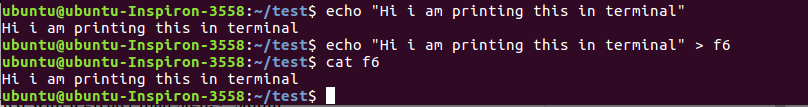 ubuntu@ubuntu-Inspiron-3558:~/test$ echo "Hi i am printing this in terminal"
Hi i am printing this in terminal
ubuntu@ubuntu-Inspiron-3558:~/test$ echo "Hi i am printing this in terminal" > f6
ubuntu@ubuntu-Inspiron-3558:~/test$ cat f6
Hi i am printing this in terminal
ubuntu@ubuntu-Inspiron-3558:~/test$